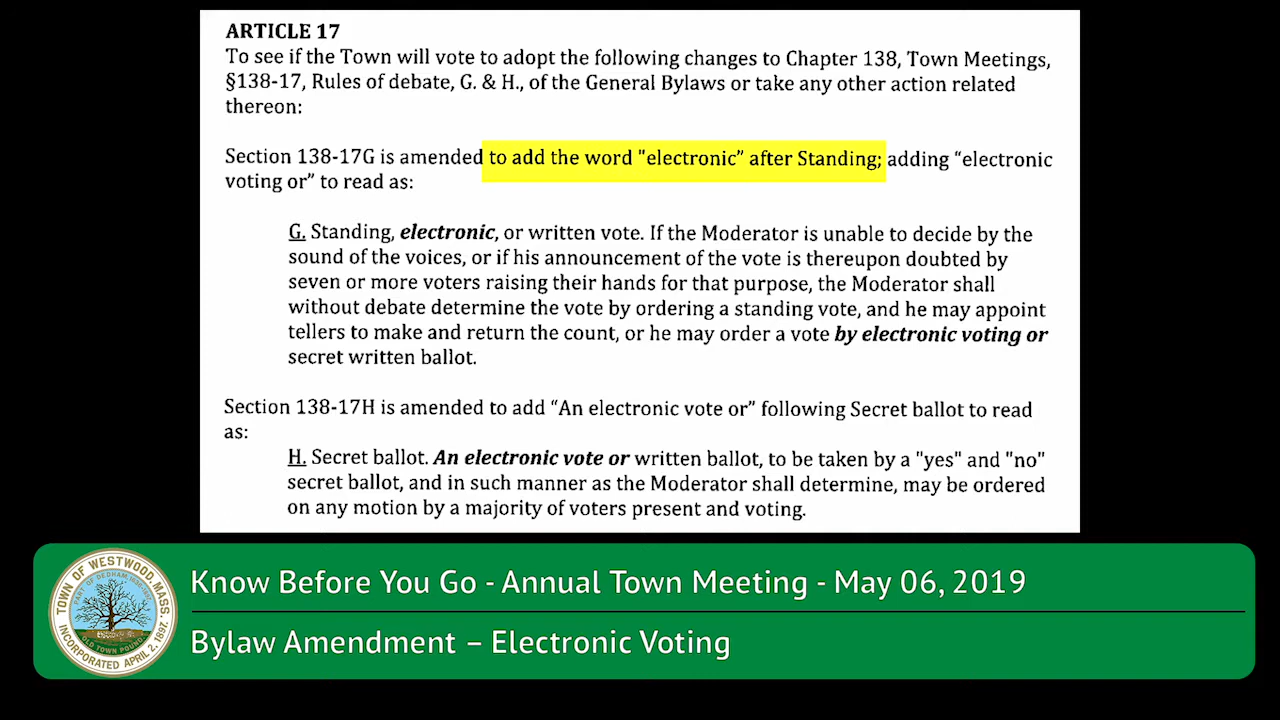 ARTICLE 17
To see if the Town will vote to adopt the following changes to Chapter 138, Town Meetings,
§138-17, Rules of debate, G. & H., of the General Bylaws or take any other action related
thereon:
Section 138-17G is amended to add the word "electronic” after Standing; adding “electronic
voting or” to read as:
G. Standing, electronic, or written vote. If the Moderator is unable to decide by the
sound of the voices, or if his announcement of the vote is thereupon doubted by
seven or more voters raising their hands for that purpose, the Moderator shall
without debate determine the vote by ordering a standing vote, and he may appoint
tellers to make and return the count, or he may order a vote by electronic voting or
secret written ballot.
Section 138-17H is amended to add “An electronic vote or” following Secret ballot to read
as:
H. Secret ballot. An electronic vote or written ballot, to be taken by a "yes" and "no"
secret ballot, and in such manner as the Moderator shall determine, may be ordered
on any motion by a majority of voters present and voting.
TOWN OF WESTWOOD, MASS.
PART OF DEDHAM, 1636-1897
OLD TOWN POUND
INCORPORATED APRIL 2, 1897.
Know Before You Go - Annual Town Meeting - May 06, 2019
Bylaw Amendment – Electronic Voting